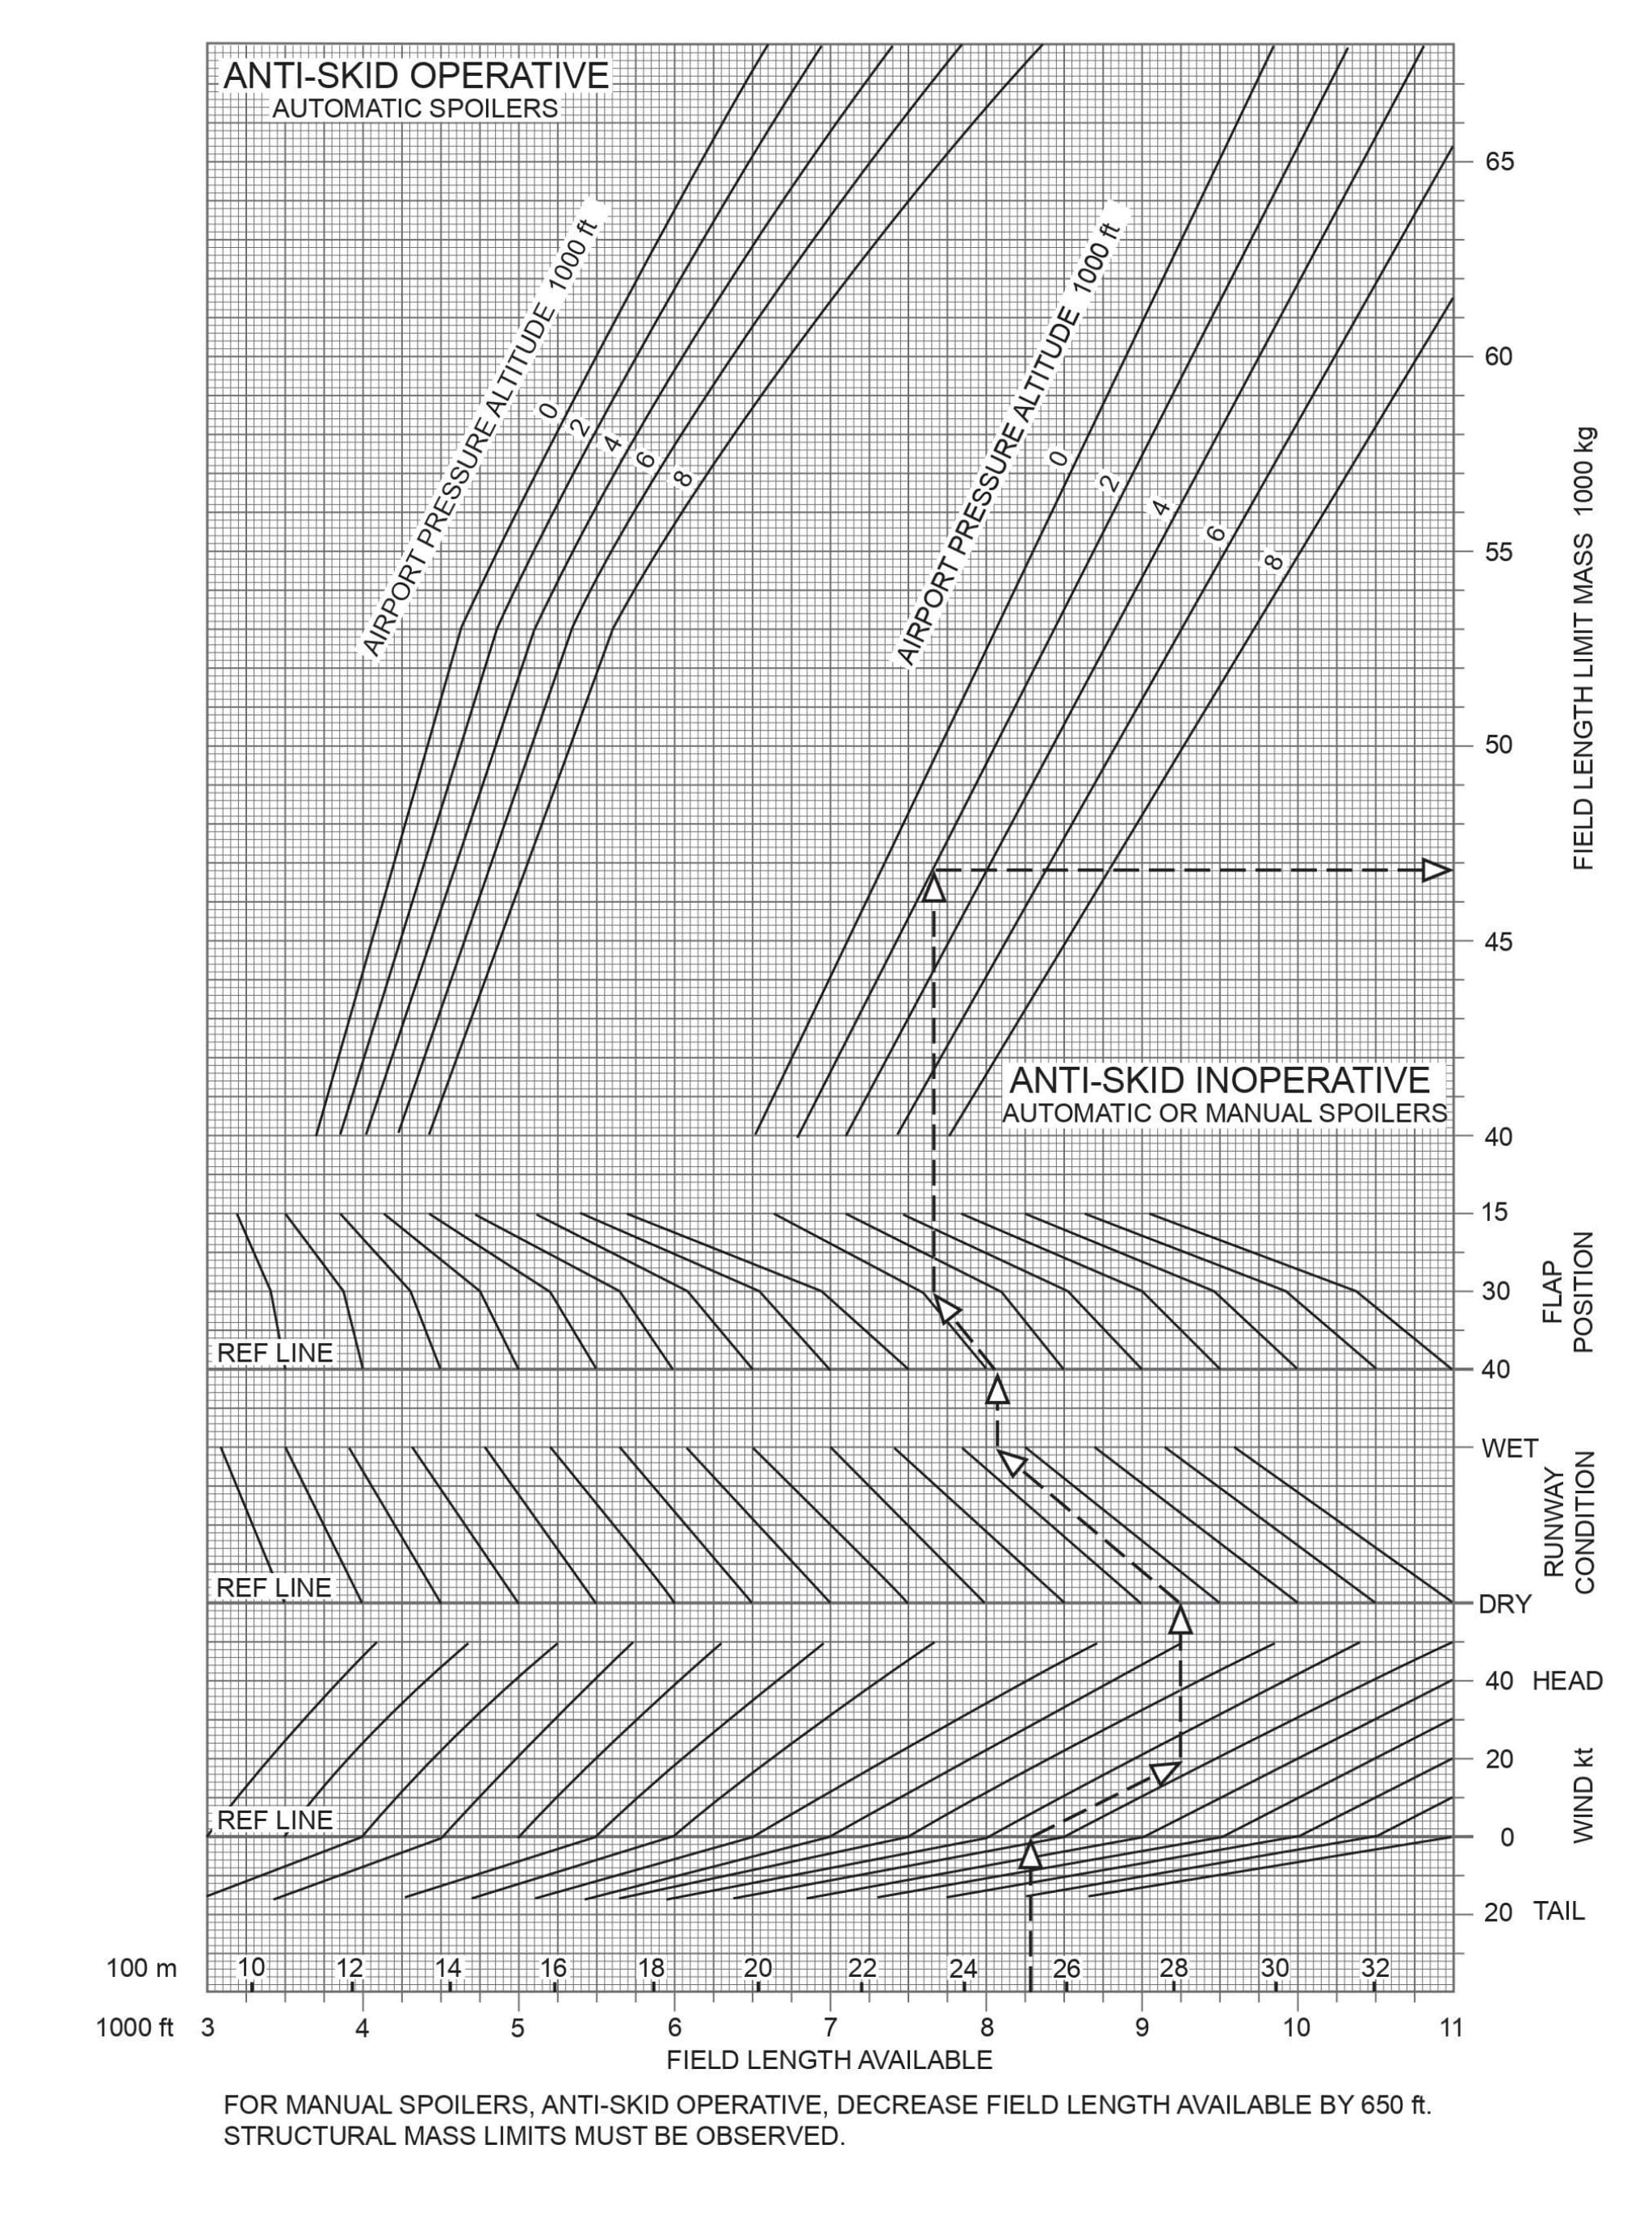 ANTI-SKID OPERATIVE
AUTOMATIC SPOILERS
AIRPORT PRESSURE ALTITUDE 1000 ft
0
2
4
6
8
AIRPORT PRESSURE ALTITUDE 1000 ft
0
2
4
6
8
65
60
55
50
45
40
FIELD LENGTH LIMIT MASS 1000 kg
ANTI-SKID INOPERATIVE
AUTOMATIC OR MANUAL SPOILERS
15
30
40
FLAP
POSITION
REF LINE
WET
DRY
RUNWAY
CONDITION
REF LINE
40 HEAD
20
0
20 TAIL
WIND kt
REF LINE
100 m 10 12 14 16 18 20 22 24 26 28 30 32
1000 ft 3 4 5 6 7 8 9 10 11
FIELD LENGTH AVAILABLE
FOR MANUAL SPOILERS, ANTI-SKID OPERATIVE, DECREASE FIELD LENGTH AVAILABLE BY 650 ft.
STRUCTURAL MASS LIMITS MUST BE OBSERVED.